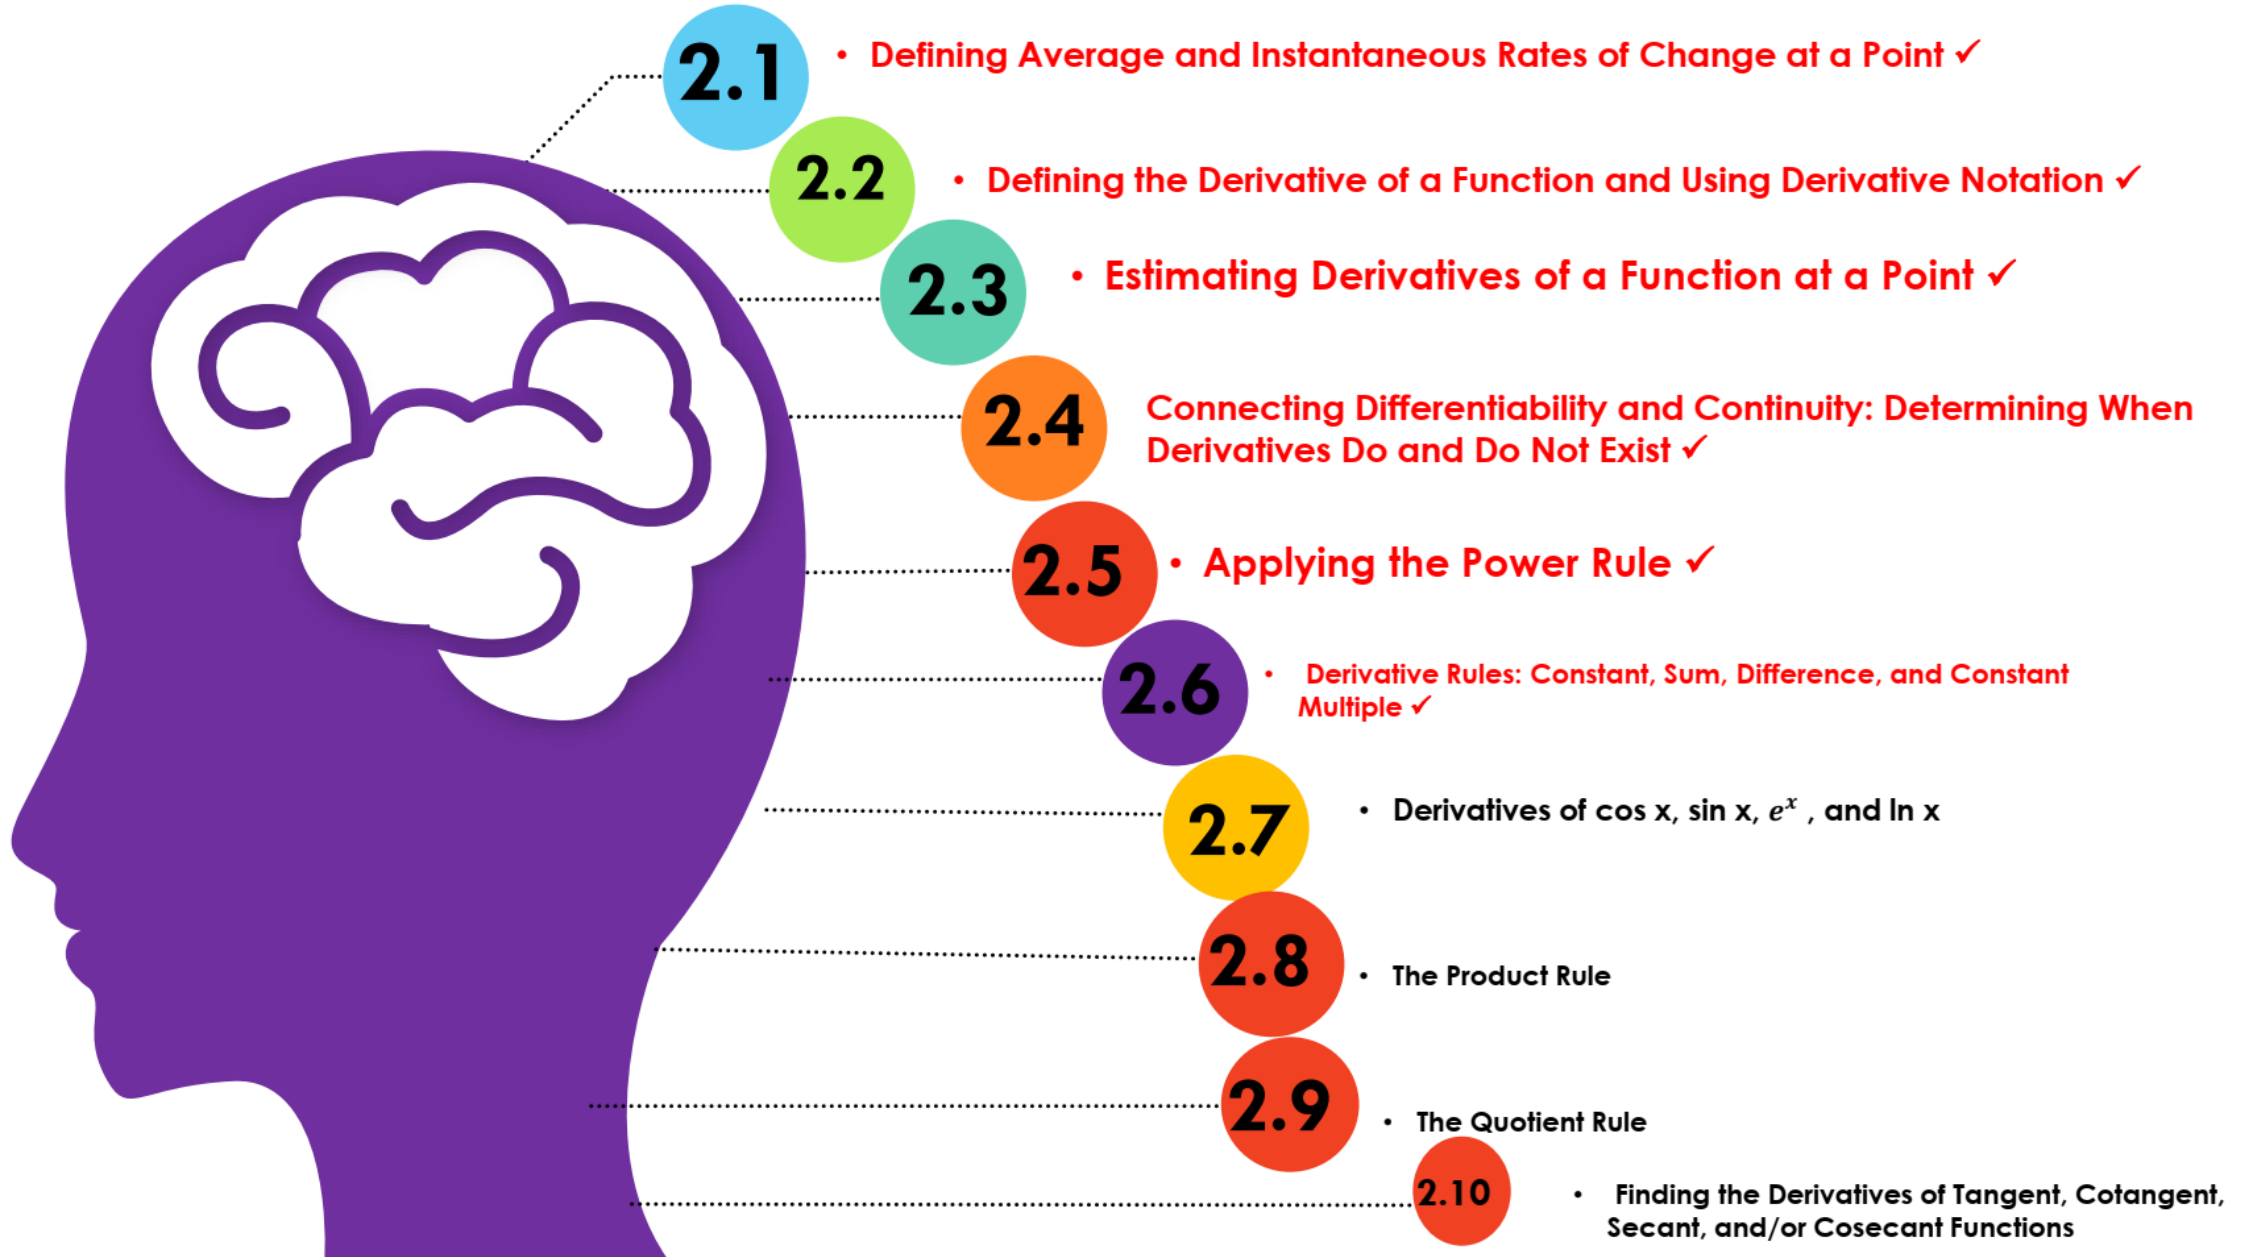 2.1
• Defining Average and Instantaneous Rates of Change at a Point ✓
2.2
• Defining the Derivative of a Function and Using Derivative Notation ✓
2.3
• Estimating Derivatives of a Function at a Point ✓
2.4
Connecting Differentiability and Continuity: Determining When
Derivatives Do and Do Not Exist ✓
2.5
• Applying the Power Rule ✓
2.6
• Derivative Rules: Constant, Sum, Difference, and Constant
Multiple ✓
2.7
• Derivatives of cos x, sin x, eˣ , and ln x
2.8
• The Product Rule
2.9
• The Quotient Rule
2.10
• Finding the Derivatives of Tangent, Cotangent,
Secant, and/or Cosecant Functions